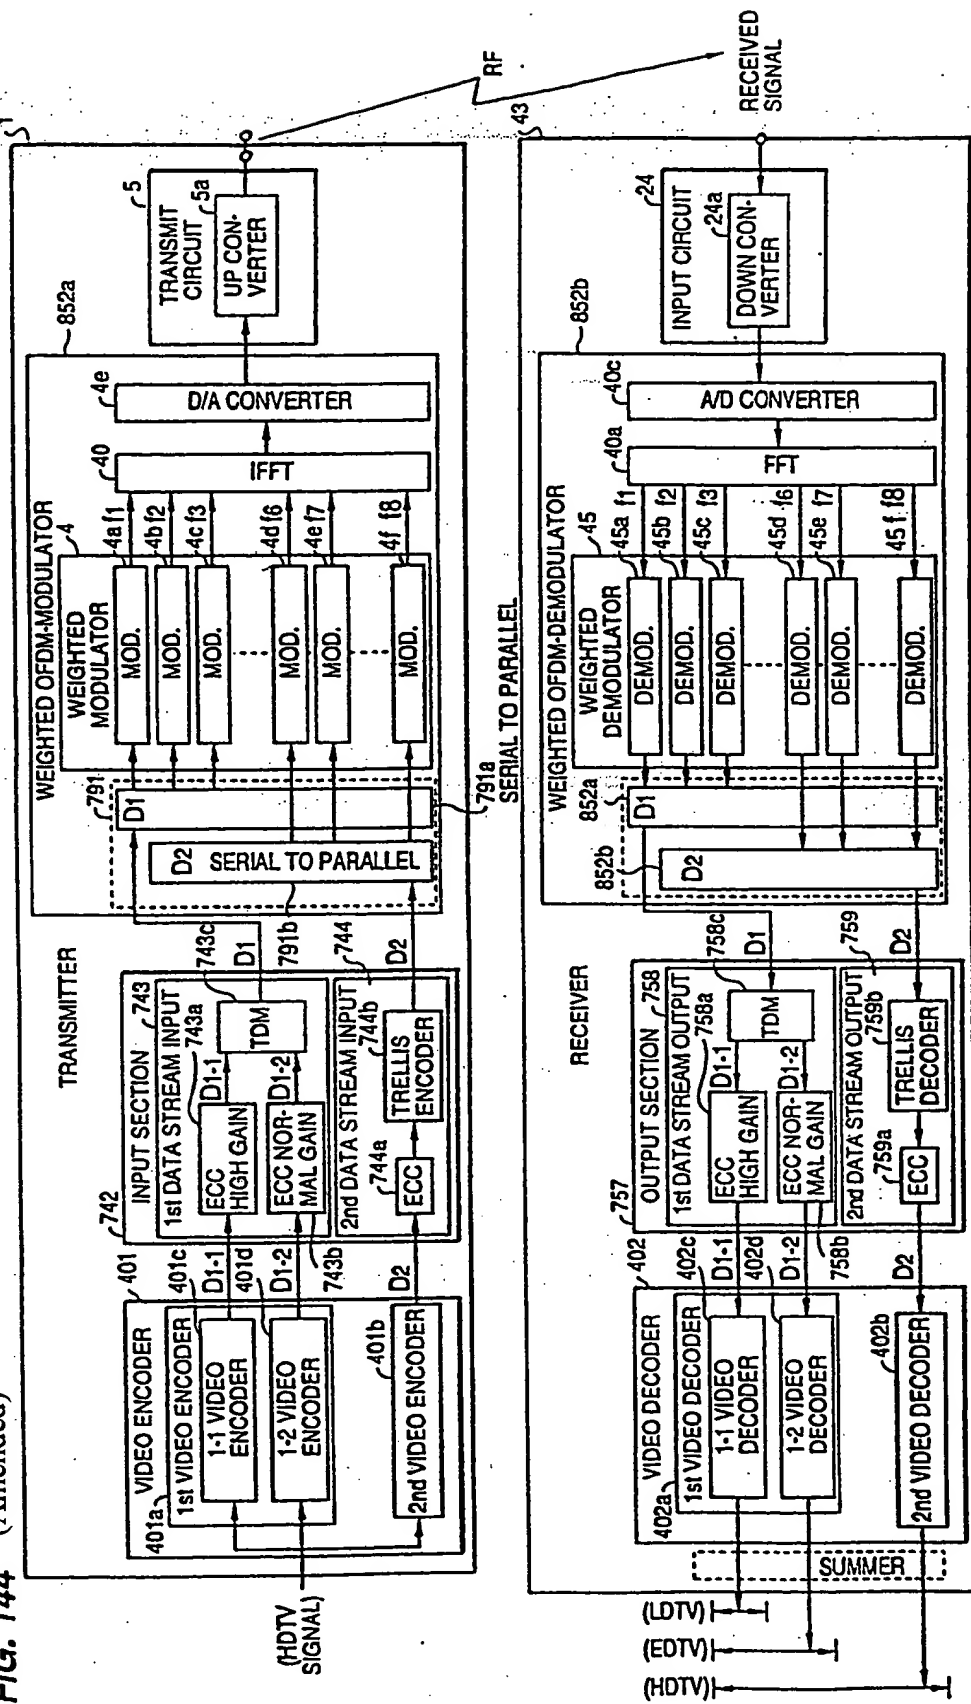 FIG. 144 (Amended)
TRANSMITTER
1
(HDTV
SIGNAL)
VIDEO ENCODER
401
401a
1st VIDEO ENCODER
401c
1-1 VIDEO
ENCODER
401d
1-2 VIDEO
ENCODER
401b
2nd VIDEO ENCODER
D1-1
D1-2
D2
742
INPUT SECTION
743
1st DATA STREAM INPUT
743a
ECC
HIGH GAIN
ECC NOR-
MAL GAIN
743b
D1-1
D1-2
743c
TDM
D1
744
2nd DATA STREAM INPUT
744a
ECC
744b
TRELLIS
ENCODER
D2
WEIGHTED OFDM-MODULATOR
852a
791
D1
D2
SERIAL TO PARALLEL
791b
791a
SERIAL TO PARALLEL
WEIGHTED
MODULATOR
4
MOD.
MOD.
MOD.
MOD.
MOD.
MOD.
4a f1
4b f2
4c f3
4d f6
4e f7
4f f8
40
IFFT
4e
D/A CONVERTER
5
TRANSMIT
CIRCUIT
5a
UP CON-
VERTER
RF
RECEIVED
SIGNAL
RECEIVER
43
INPUT CIRCUIT
24
24a
DOWN CON-
VERTER
WEIGHTED OFDM-DEMODULATOR
852b
40c
A/D CONVERTER
40a
FFT
WEIGHTED
DEMODULATOR
45
45a f1
45b f2
45c f3
45d f6
45e f7
45 f f8
DEMOD.
DEMOD.
DEMOD.
DEMOD.
DEMOD.
DEMOD.
852a
D1
852b
D2
D1
D2
757
OUTPUT SECTION
758
1st DATA STREAM OUTPUT
758a
758c
TDM
D1-1
D1-2
ECC
HIGH GAIN
ECC NOR-
MAL GAIN
758b
759
2nd DATA STREAM OUTPUT
759b
TRELLIS
DECODER
759a
ECC
D1-1
D1-2
D2
VIDEO DECODER
402
402a
1st VIDEO DECODER
402c
1-1 VIDEO
DECODER
402d
1-2 VIDEO
DECODER
402b
2nd VIDEO DECODER
SUMMER
(LDTV)
(EDTV)
(HDTV)